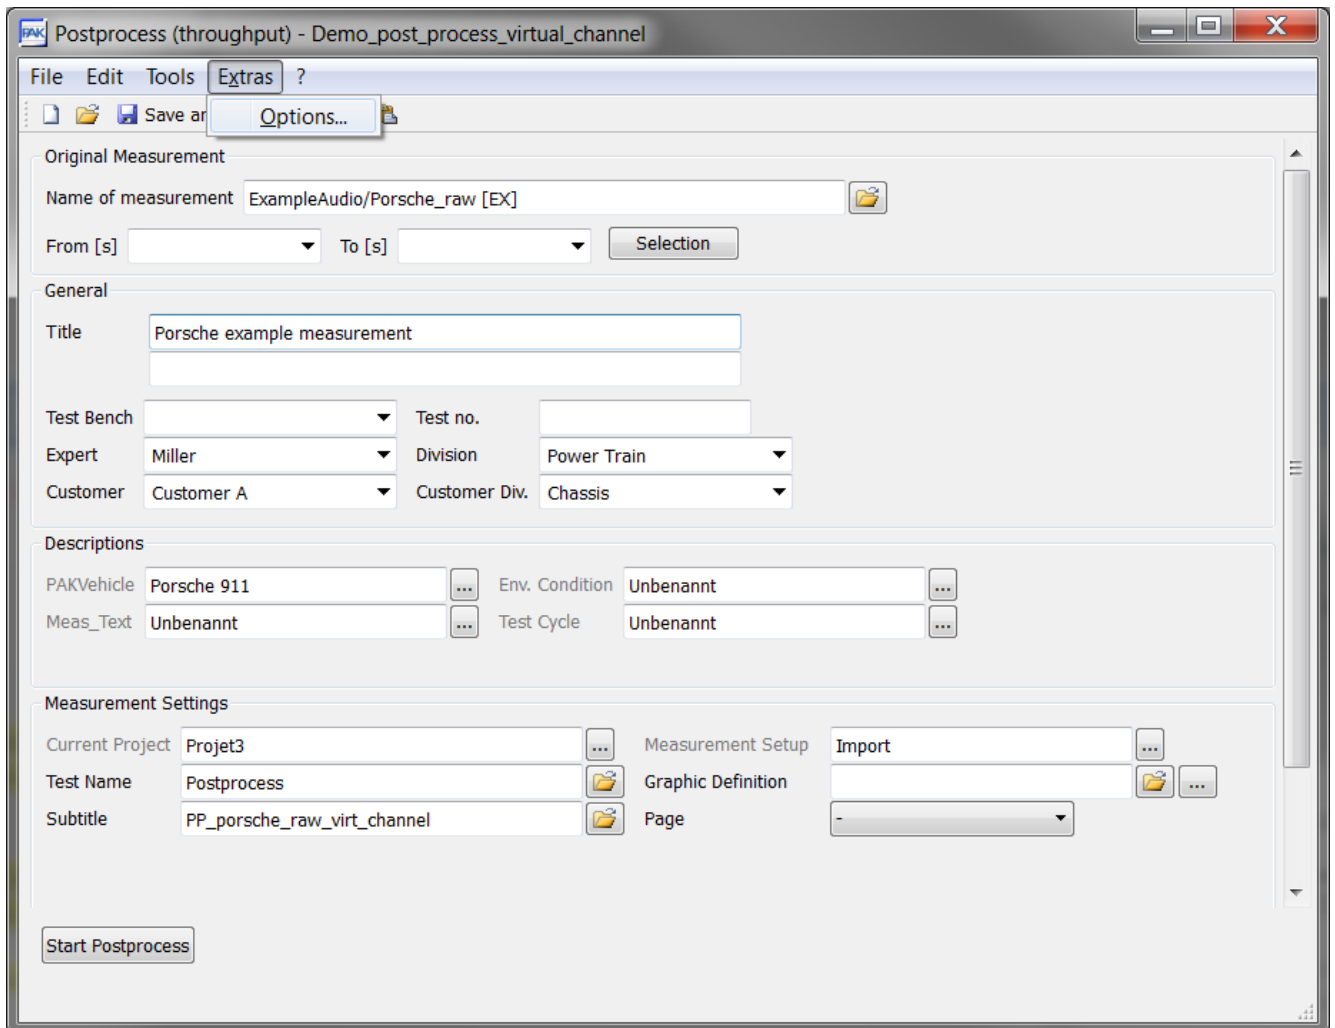 PAK Postprocess (throughput) - Demo_post_process_virtual_channel
File Edit Tools Extras ?
Save ar
Options...
Original Measurement
Name of measurement ExampleAudio/Porsche_raw [EX]
From [s] To [s] Selection
General
Title Porsche example measurement
Test Bench Test no.
Expert Miller Division Power Train
Customer Customer A Customer Div. Chassis
Descriptions
PAKVehicle Porsche 911 ... Env. Condition Unbenannt ...
Meas_Text Unbenannt ... Test Cycle Unbenannt ...
Measurement Settings
Current Project Projet3 ... Measurement Setup Import ...
Test Name Postprocess Graphic Definition ...
Subtitle PP_porsche_raw_virt_channel Page -
Start Postprocess